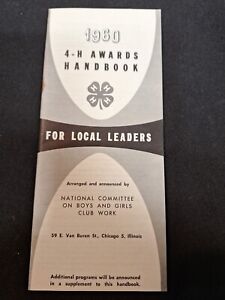 1960
4-H AWARDS
HANDBOOK
H H
H H
FOR LOCAL LEADERS
Arranged and announced by
NATIONAL COMMITTEE
ON BOYS AND GIRLS
CLUB WORK
59 E. Van Buren St., Chicago 5, Illinois
Additional programs will be announced
in a supplement to this handbook.